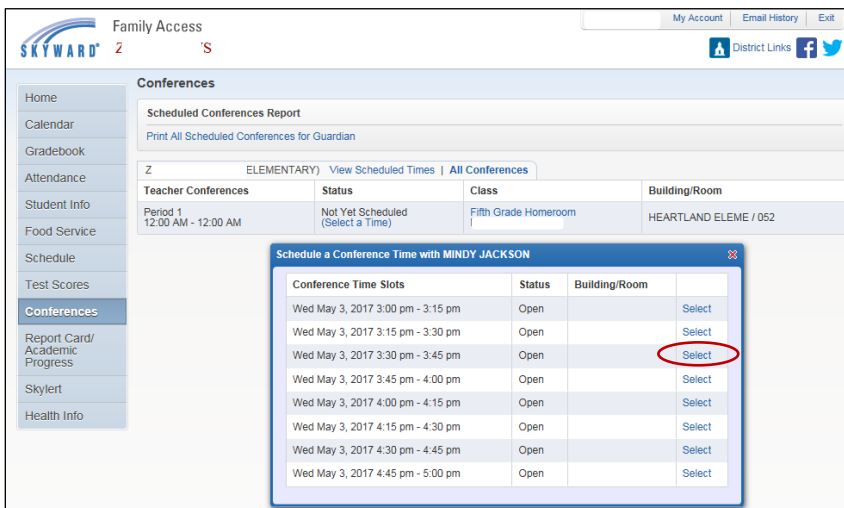 My Account | Email History | Exit
Family Access
SKYWARD®
Z 'S
District Links
Home
Calendar
Gradebook
Attendance
Student Info
Food Service
Schedule
Test Scores
Conferences
Report Card/
Academic
Progress
Skylert
Health Info
Conferences
Scheduled Conferences Report
Print All Scheduled Conferences for Guardian
Z ELEMENTARY) View Scheduled Times | All Conferences
Teacher Conferences Status Class Building/Room
Period 1 Not Yet Scheduled Fifth Grade Homeroom HEARTLAND ELEME / 052
12:00 AM - 12:00 AM (Select a Time)
Schedule a Conference Time with MINDY JACKSON
Conference Time Slots Status Building/Room
Wed May 3, 2017 3:00 pm - 3:15 pm Open Select
Wed May 3, 2017 3:15 pm - 3:30 pm Open Select
Wed May 3, 2017 3:30 pm - 3:45 pm Open Select
Wed May 3, 2017 3:45 pm - 4:00 pm Open Select
Wed May 3, 2017 4:00 pm - 4:15 pm Open Select
Wed May 3, 2017 4:15 pm - 4:30 pm Open Select
Wed May 3, 2017 4:30 pm - 4:45 pm Open Select
Wed May 3, 2017 4:45 pm - 5:00 pm Open Select